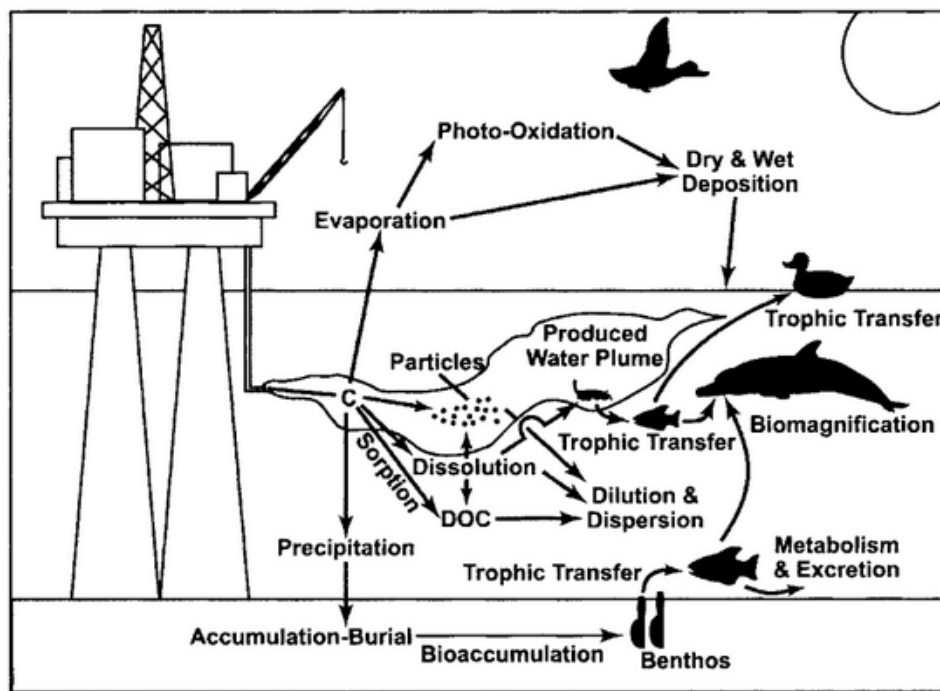 Photo-Oxidation
Dry & Wet
Deposition
Evaporation
Trophic Transfer
Produced
Water Plume
Particles
C
Trophic Transfer
Biomagnification
Sorption
Dissolution
Dilution &
Dispersion
DOC
Precipitation
Metabolism
& Excretion
Trophic Transfer
Accumulation-Burial
Bioaccumulation
Benthos